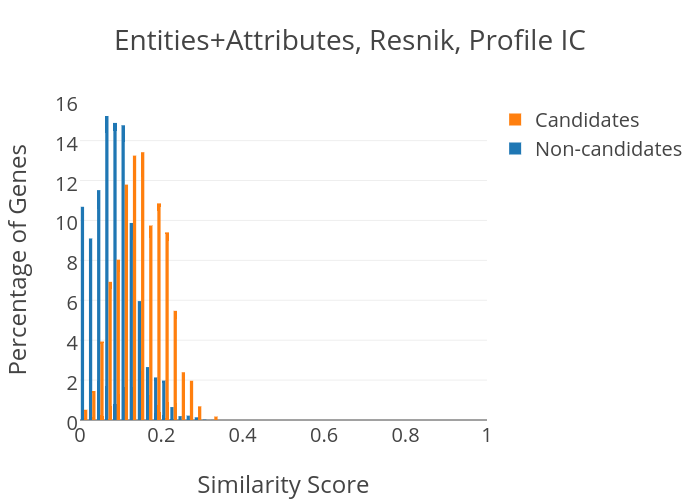 Entities+Attributes, Resnik, Profile IC
Percentage of Genes
16
14
12
10
8
6
4
2
0
0 0.2 0.4 0.6 0.8 1
Similarity Score
Candidates
Non-candidates